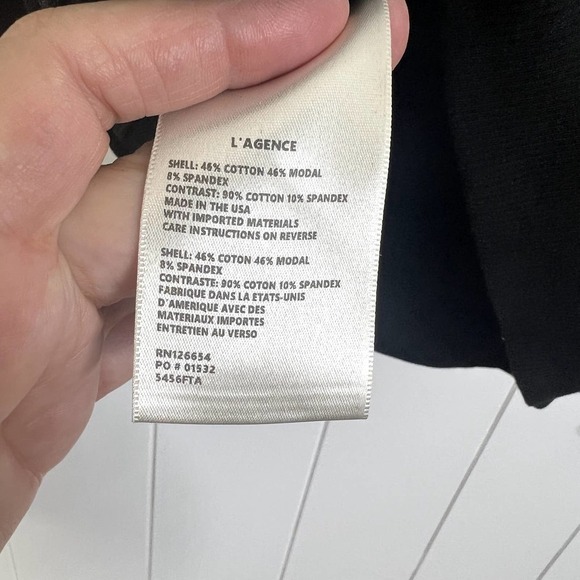 L'AGENCE
SHELL: 46% COTTON 46% MODAL
8% SPANDEX
CONTRAST: 90% COTTON 10% SPANDEX
MADE IN THE USA
WITH IMPORTED MATERIALS
CARE INSTRUCTIONS ON REVERSE
SHELL: 46% COTON 46% MODAL
8% SPANDEX
CONTRASTE: 90% COTON 10% SPANDEX
FABRIQUE DANS LA ETATS-UNIS
D'AMERIQUE AVEC DES
MATERIAUX IMPORTES
ENTRETIEN AU VERSO
RN126654
PO # 01532
5456FTA